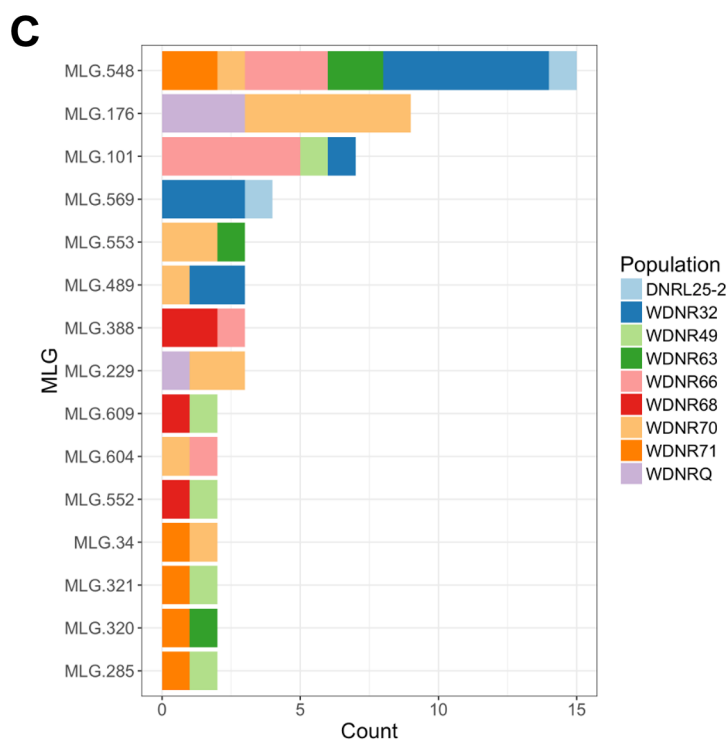 C
MLG.548
MLG.176
MLG.101
MLG.569
MLG.553
MLG.489
MLG.388
MLG.229
MLG.609
MLG.604
MLG.552
MLG.34
MLG.321
MLG.320
MLG.285
MLG
0 5 10 15
Count
Population
DNRL25-2
WDNR32
WDNR49
WDNR63
WDNR66
WDNR68
WDNR70
WDNR71
WDNRQ